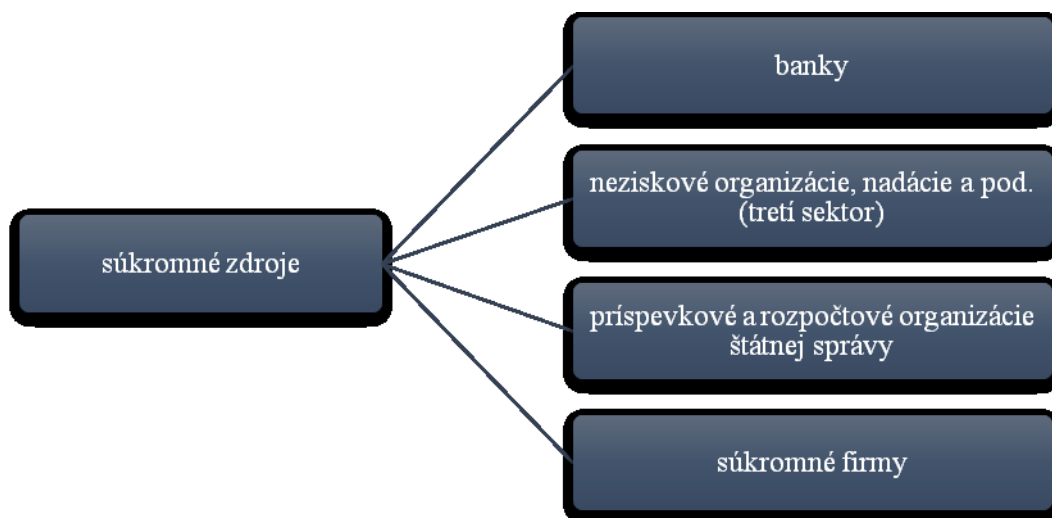 súkromné zdroje
banky
neziskové organizácie, nadácie a pod.
(tretí sektor)
príspevkové a rozpočtové organizácie
štátnej správy
súkromné firmy